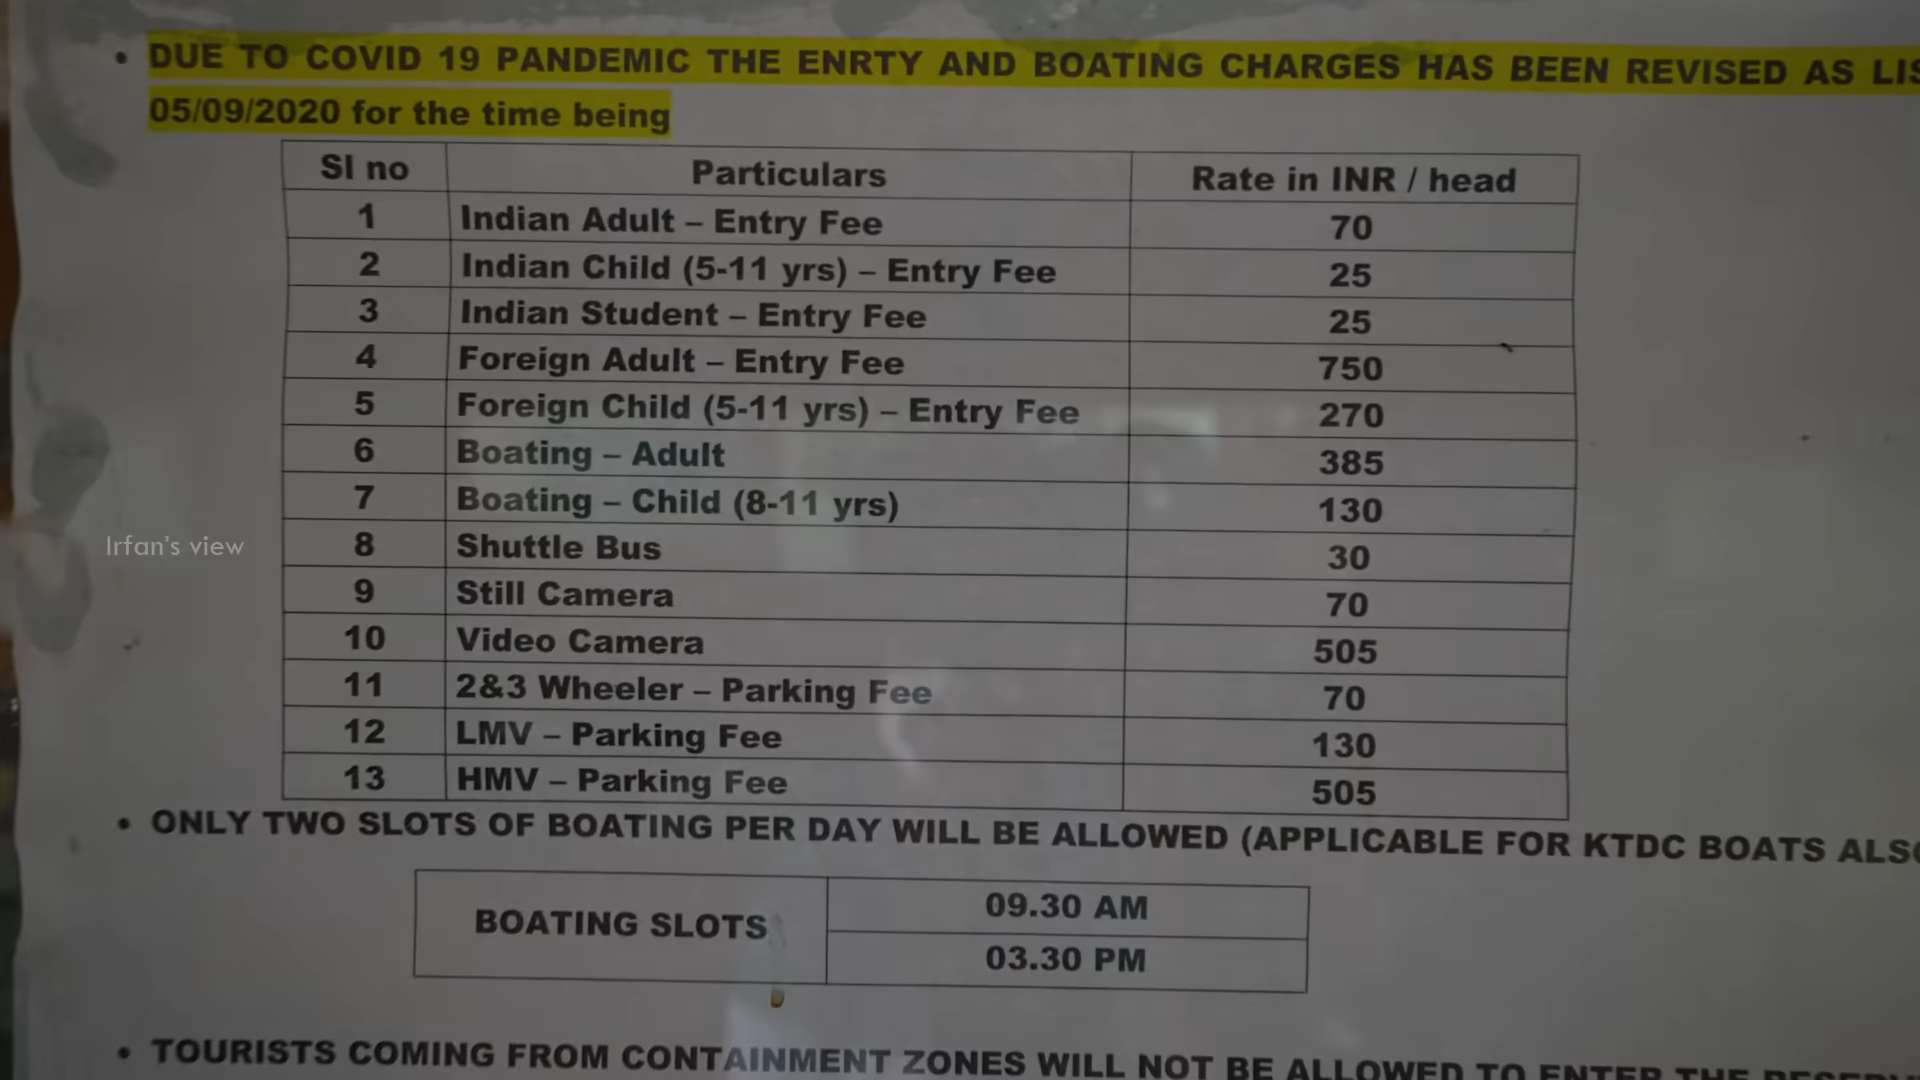 • DUE TO COVID 19 PANDEMIC THE ENRTY AND BOATING CHARGES HAS BEEN REVISED AS
05/09/2020 for the time being
Sl no Particulars Rate in INR / head
1 Indian Adult – Entry Fee 70
2 Indian Child (5-11 yrs) – Entry Fee 25
3 Indian Student – Entry Fee 25
4 Foreign Adult – Entry Fee 750
5 Foreign Child (5-11 yrs) – Entry Fee 270
6 Boating – Adult 385
7 Boating – Child (8-11 yrs) 130
8 Shuttle Bus 30
9 Still Camera 70
10 Video Camera 505
11 2&3 Wheeler – Parking Fee 70
12 LMV – Parking Fee 130
13 HMV – Parking Fee 505
• ONLY TWO SLOTS OF BOATING PER DAY WILL BE ALLOWED (APPLICABLE FOR KTDC BOATS ALSO
BOATING SLOTS 09.30 AM
03.30 PM
• TOURISTS COMING FROM CONTAINMENT ZONES WILL NOT BE ALLOWED TO ENTER THE
Irfan's view